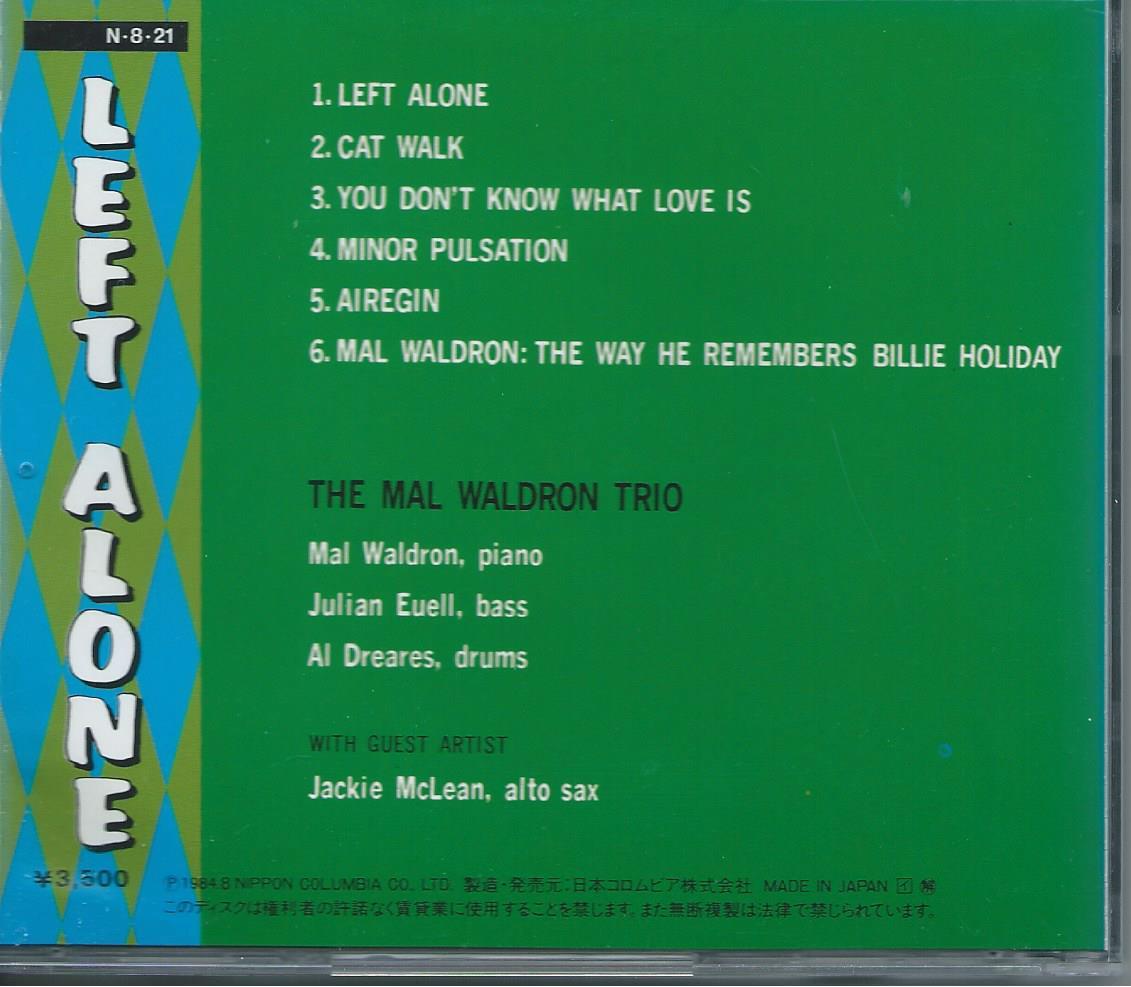 N·8·21
LEFT ALONE
1. LEFT ALONE
2. CAT WALK
3. YOU DON'T KNOW WHAT LOVE IS
4. MINOR PULSATION
5. AIREGIN
6. MAL WALDRON: THE WAY HE REMEMBERS BILLIE HOLIDAY
THE MAL WALDRON TRIO
Mal Waldron, piano
Julian Euell, bass
Al Dreares, drums
WITH GUEST ARTIST
Jackie McLean, alto sax
¥3,500
Ⓟ1984.8 NIPPON COLUMBIA CO., LTD. 製造·発売元:日本コロムビア株式会社 MADE IN JAPAN イ
このディスクは権利者の許諾なく賃貸業に使用することを禁じます。また無断複製は法律で禁じられています。